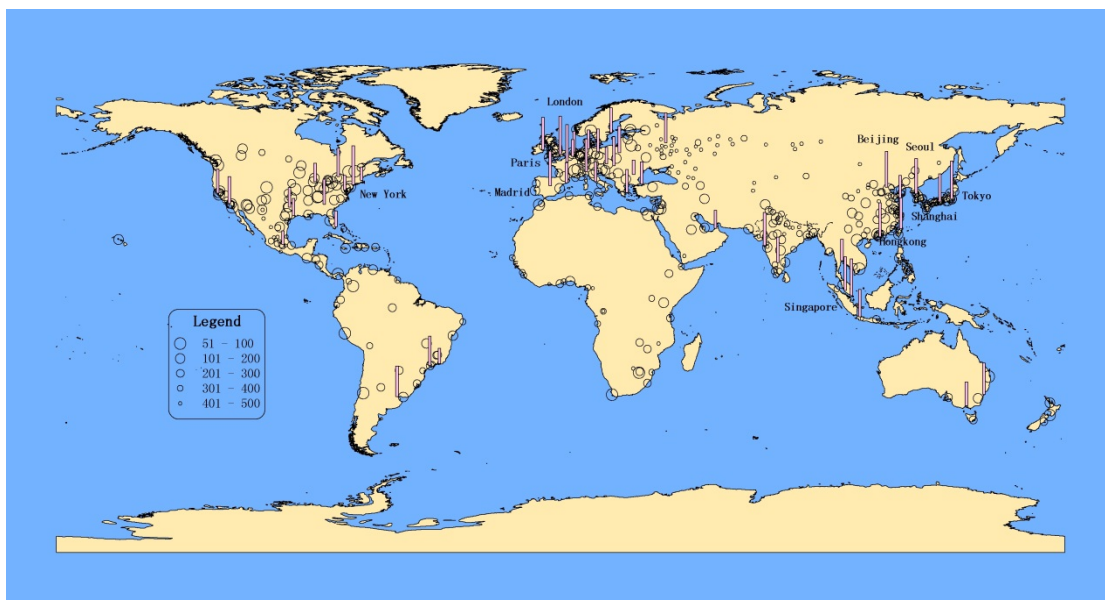 London
Beijing
Seoul
Paris
Madrid
New York
Tokyo
Shanghai
Hongkong
Singapore
Legend
51 - 100
101 - 200
201 - 300
301 - 400
401 - 500